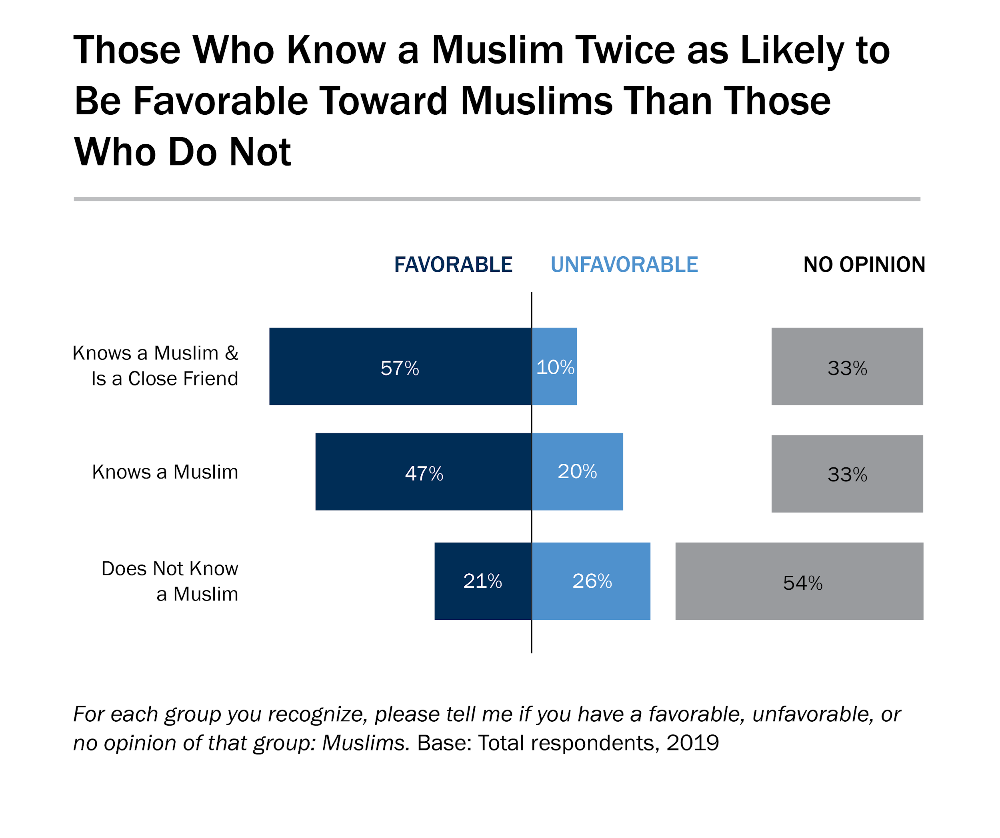 Those Who Know a Muslim Twice as Likely to
Be Favorable Toward Muslims Than Those
Who Do Not
FAVORABLE UNFAVORABLE NO OPINION
Knows a Muslim &
Is a Close Friend
57% 10% 33%
Knows a Muslim
47% 20% 33%
Does Not Know
a Muslim
21% 26% 54%
For each group you recognize, please tell me if you have a favorable, unfavorable, or
no opinion of that group: Muslims. Base: Total respondents, 2019